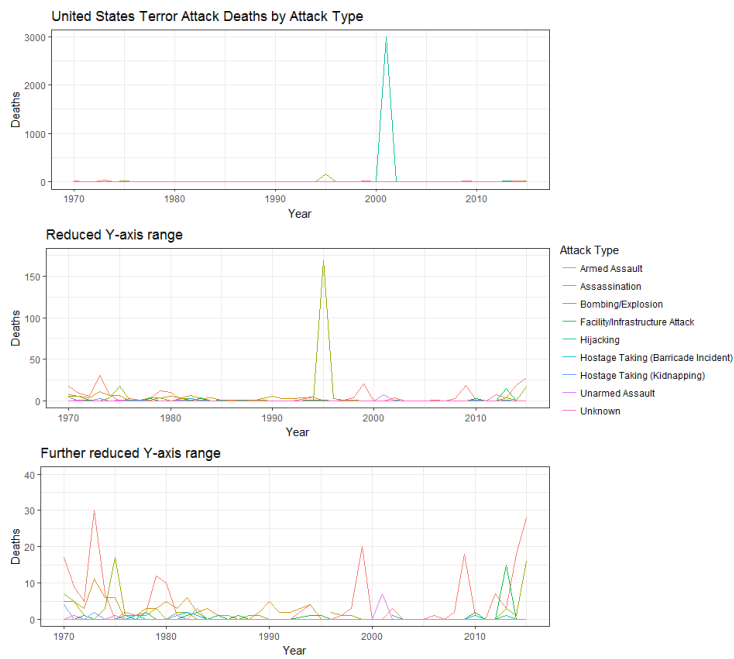 United States Terror Attack Deaths by Attack Type
3000
2000
1000
0
Deaths
1970 1980 1990 2000 2010
Year
Reduced Y-axis range
150
100
50
0
Deaths
1970 1980 1990 2000 2010
Year
Attack Type
Armed Assault
Assassination
Bombing/Explosion
Facility/Infrastructure Attack
Hijacking
Hostage Taking (Barricade Incident)
Hostage Taking (Kidnapping)
Unarmed Assault
Unknown
Further reduced Y-axis range
40
30
20
10
0
Deaths
1970 1980 1990 2000 2010
Year